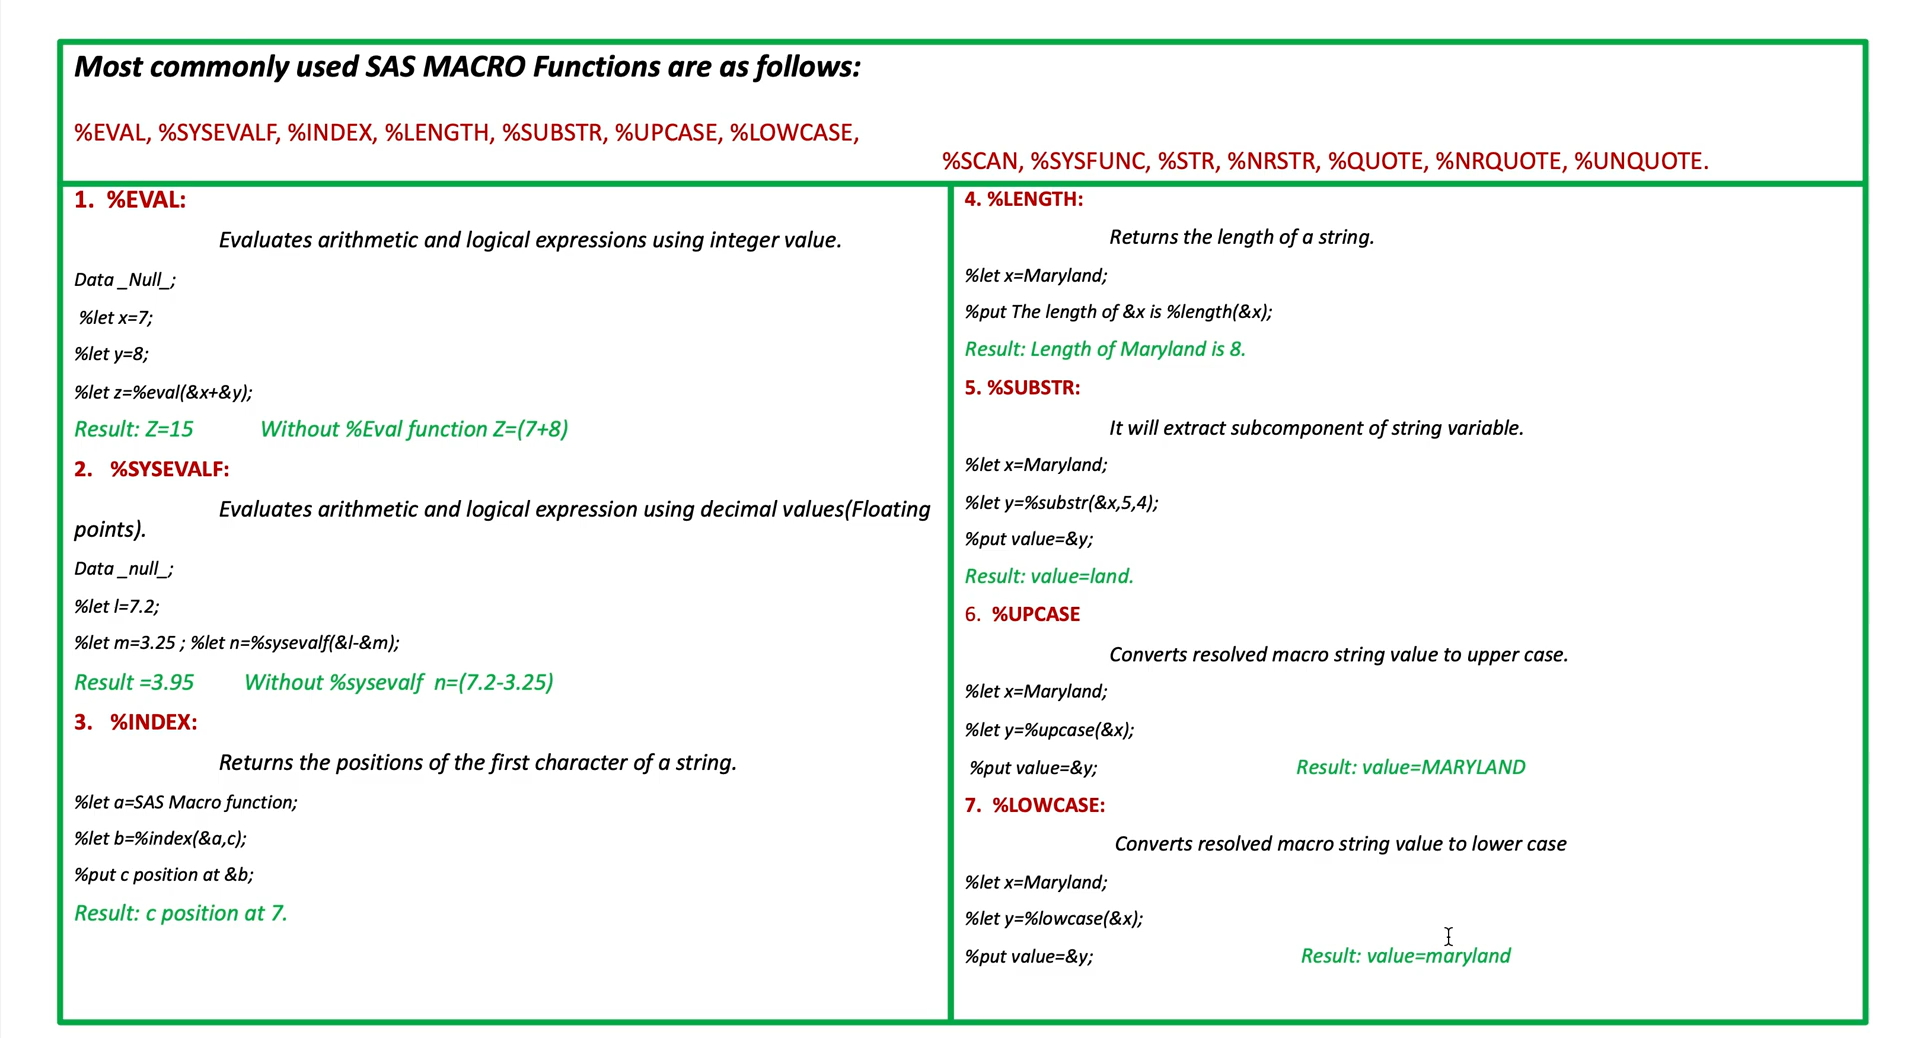 Most commonly used SAS MACRO Functions are as follows:
%EVAL, %SYSEVALF, %INDEX, %LENGTH, %SUBSTR, %UPCASE, %LOWCASE,
%SCAN, %SYSFUNC, %STR, %NRSTR, %QUOTE, %NRQUOTE, %UNQUOTE.
1. %EVAL:
Evaluates arithmetic and logical expressions using integer value.
Data _Null_;
%let x=7;
%let y=8;
%let z=%eval(&x+&y);
Result: Z=15 Without %Eval function Z=(7+8)
2. %SYSEVALF:
Evaluates arithmetic and logical expression using decimal values(Floating
points).
Data _null_;
%let l=7.2;
%let m=3.25 ; %let n=%sysevalf(&l-&m);
Result =3.95 Without %sysevalf n=(7.2-3.25)
3. %INDEX:
Returns the positions of the first character of a string.
%let a=SAS Macro function;
%let b=%index(&a,c);
%put c position at &b;
Result: c position at 7.
4. %LENGTH:
Returns the length of a string.
%let x=Maryland;
%put The length of &x is %length(&x);
Result: Length of Maryland is 8.
5. %SUBSTR:
It will extract subcomponent of string variable.
%let x=Maryland;
%let y=%substr(&x,5,4);
%put value=&y;
Result: value=land.
6. %UPCASE
Converts resolved macro string value to upper case.
%let x=Maryland;
%let y=%upcase(&x);
%put value=&y; Result: value=MARYLAND
7. %LOWCASE:
Converts resolved macro string value to lower case
%let x=Maryland;
%let y=%lowcase(&x);
%put value=&y; Result: value=maryland